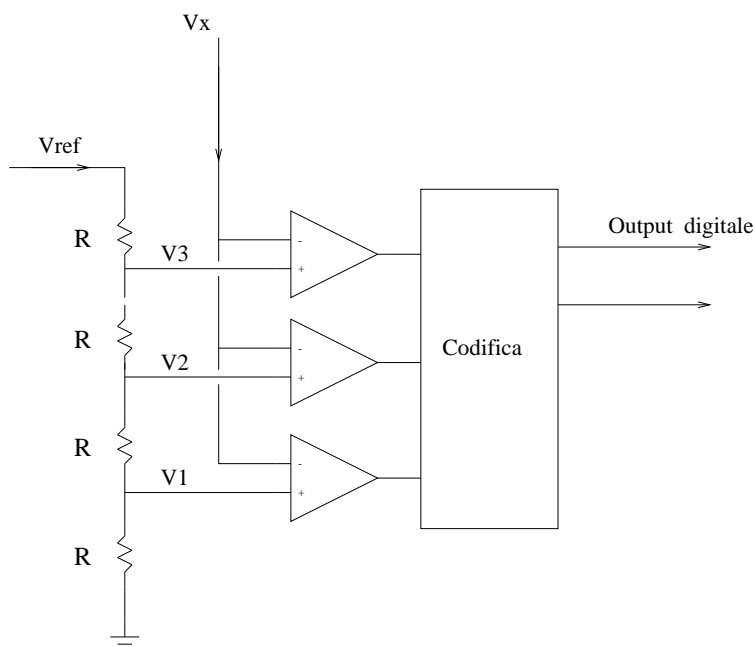 Vx
Vref
R
V3
-
+
Output digitale
R
V2
-
+
Codifica
R
V1
-
+
R